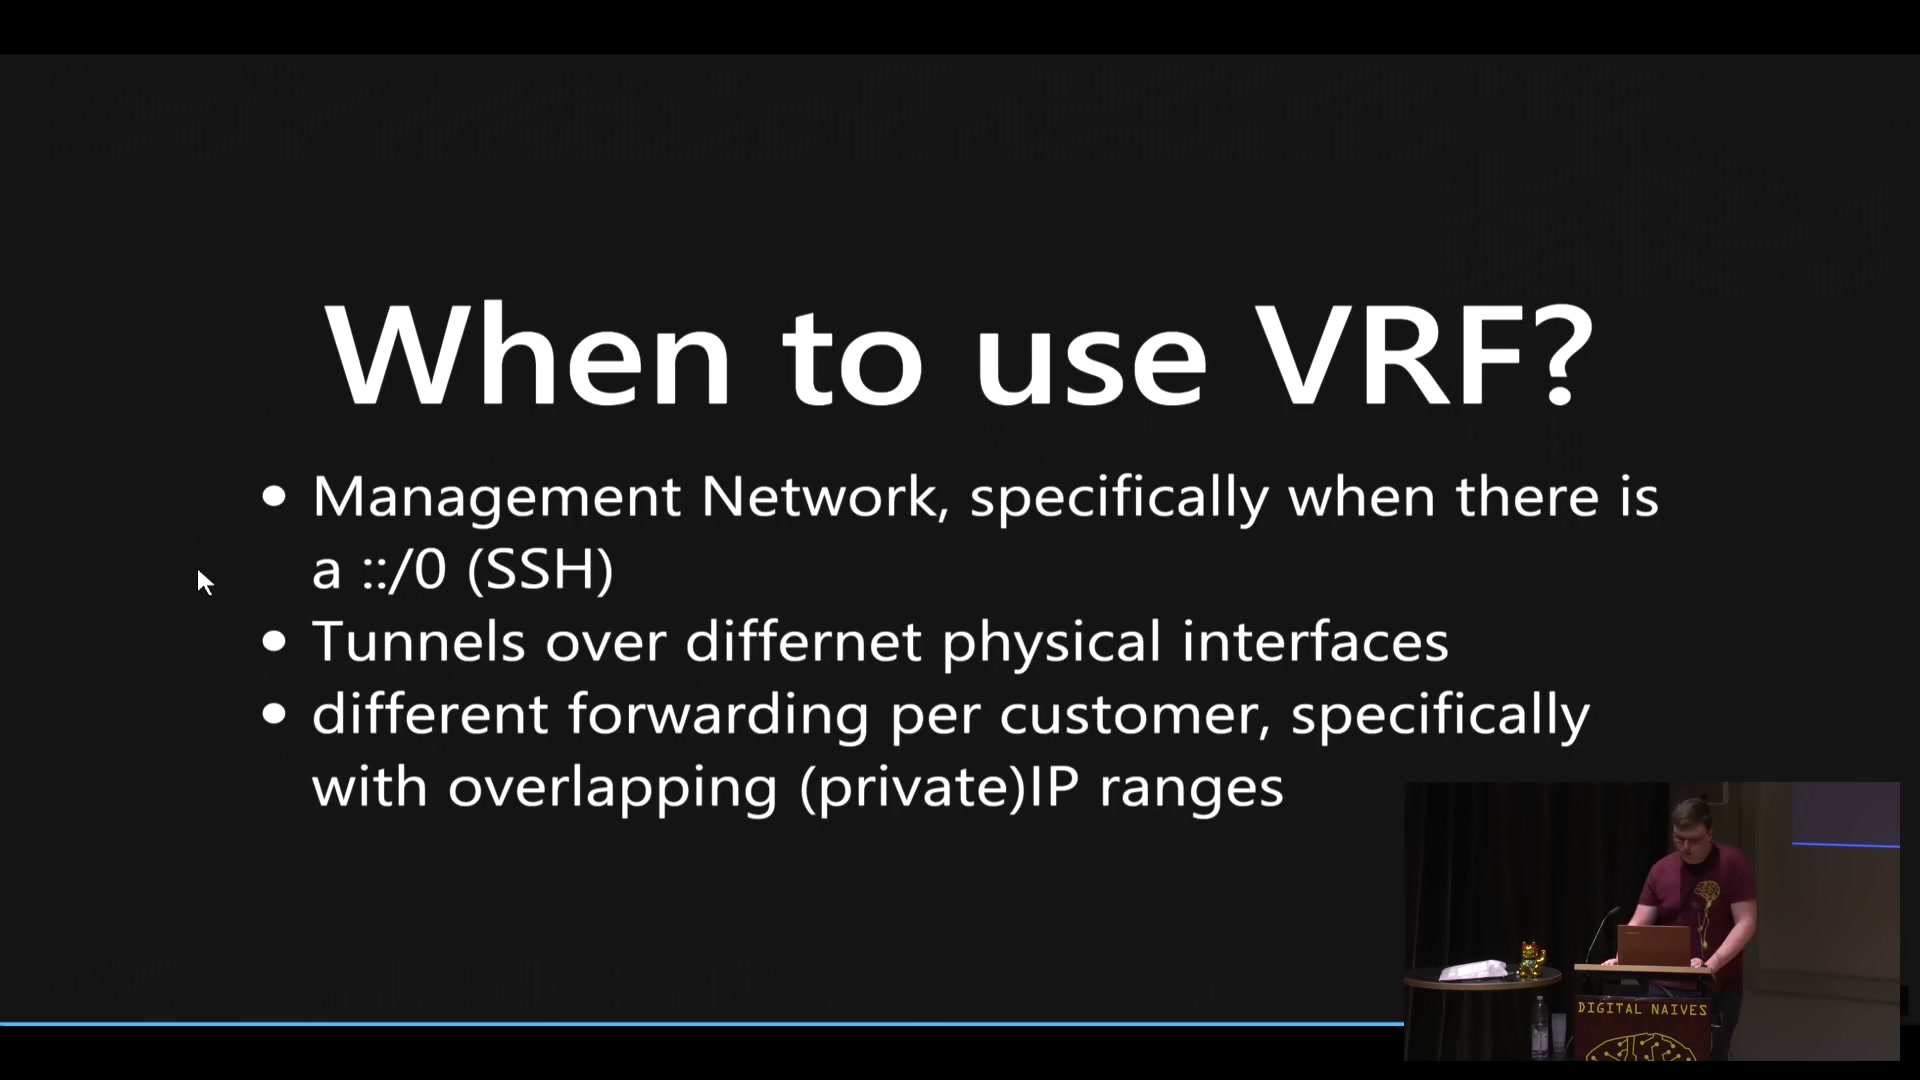 When to use VRF?
• Management Network, specifically when there is
a ::/0 (SSH)
• Tunnels over differnet physical interfaces
• different forwarding per customer, specifically
with overlapping (private)IP ranges
DIGITAL NAIVES